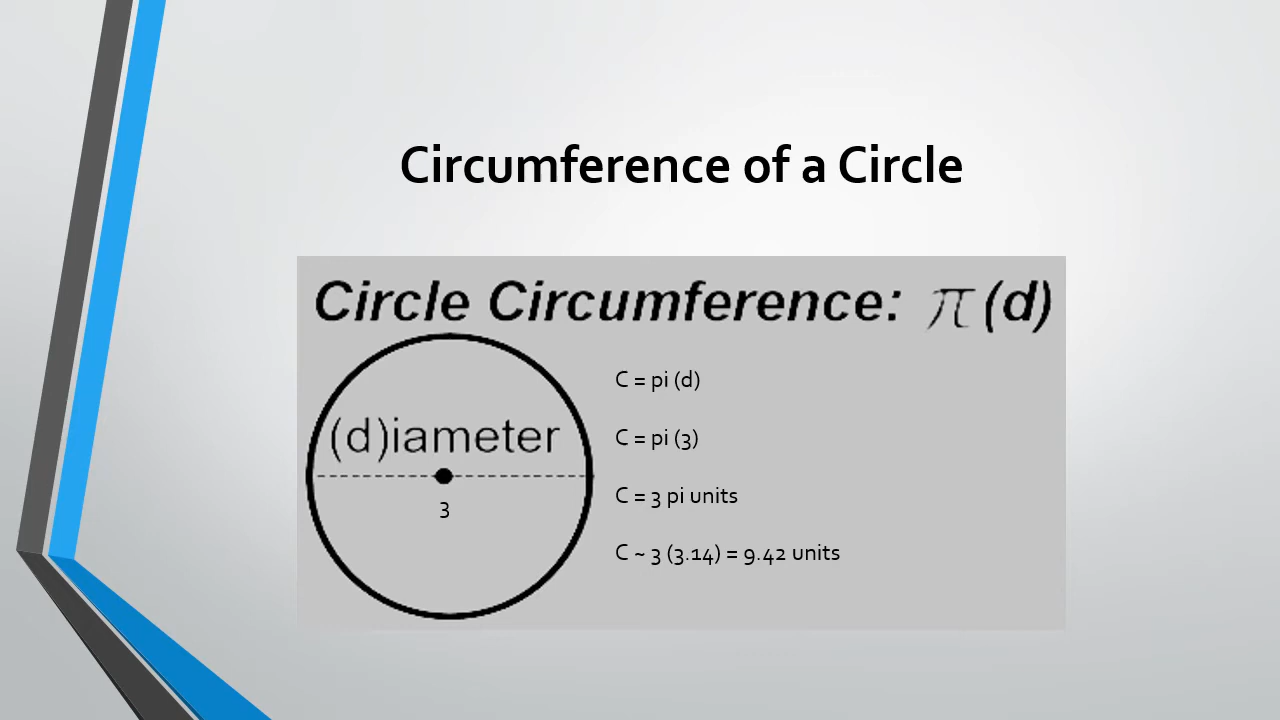 Circumference of a Circle
Circle Circumference: π (d)
C = pi (d)
(d)iameter
C = pi (3)
C = 3 pi units
3
C ~ 3 (3.14) = 9.42 units